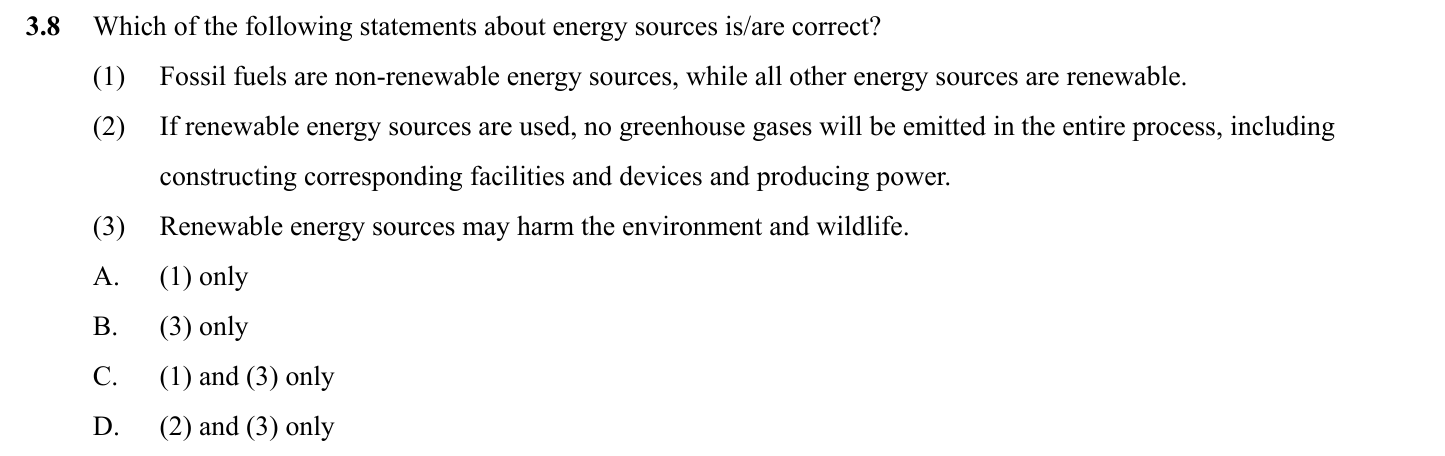 3.8 Which of the following statements about energy sources is/are correct?
(1) Fossil fuels are non-renewable energy sources, while all other energy sources are renewable.
(2) If renewable energy sources are used, no greenhouse gases will be emitted in the entire process, including
constructing corresponding facilities and devices and producing power.
(3) Renewable energy sources may harm the environment and wildlife.
A. (1) only
B. (3) only
C. (1) and (3) only
D. (2) and (3) only